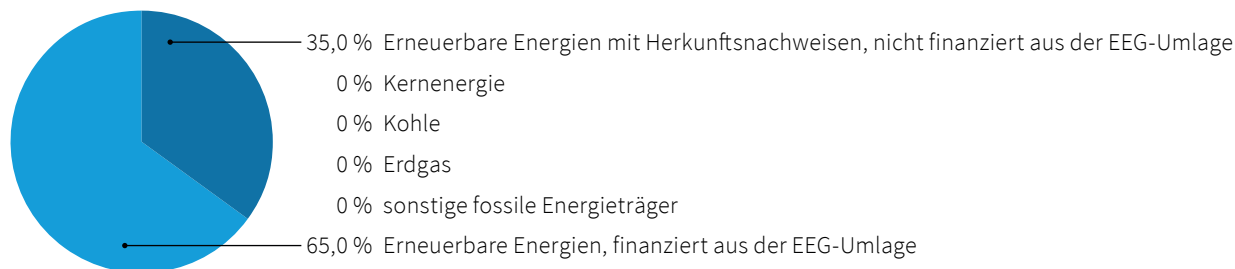 35,0 % Erneuerbare Energien mit Herkunftsnachweisen, nicht finanziert aus der EEG-Umlage
0 % Kernenergie
0 % Kohle
0 % Erdgas
0 % sonstige fossile Energieträger
65,0 % Erneuerbare Energien, finanziert aus der EEG-Umlage